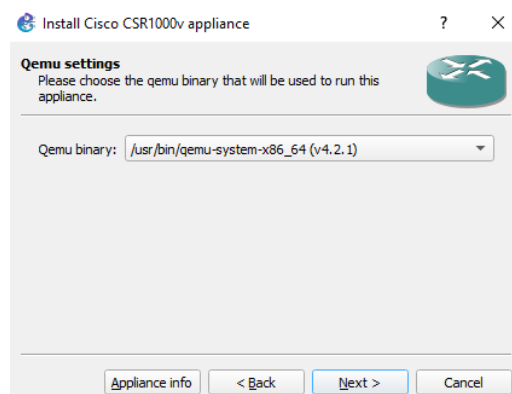 Install Cisco CSR1000v appliance
Qemu settings
Please choose the qemu binary that will be used to run this
appliance.
Qemu binary: /usr/bin/qemu-system-x86_64 (v4.2.1)
Appliance info < Back Next > Cancel